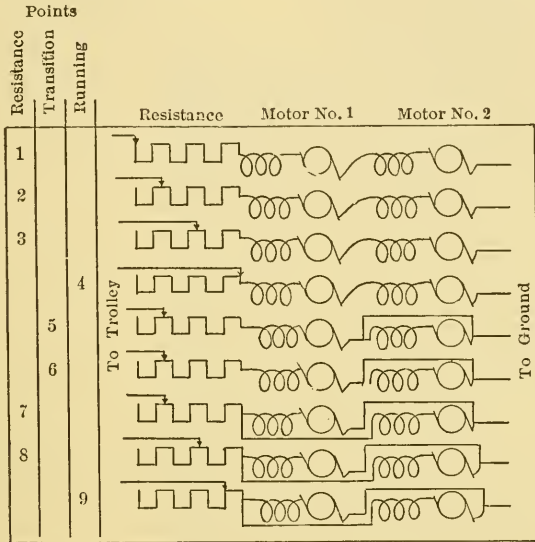 Points
Resistance
Transition
Running
Resistance Motor No. 1 Motor No. 2
1
2
3
4
5
6
7
8
9
To Trolley
To Ground